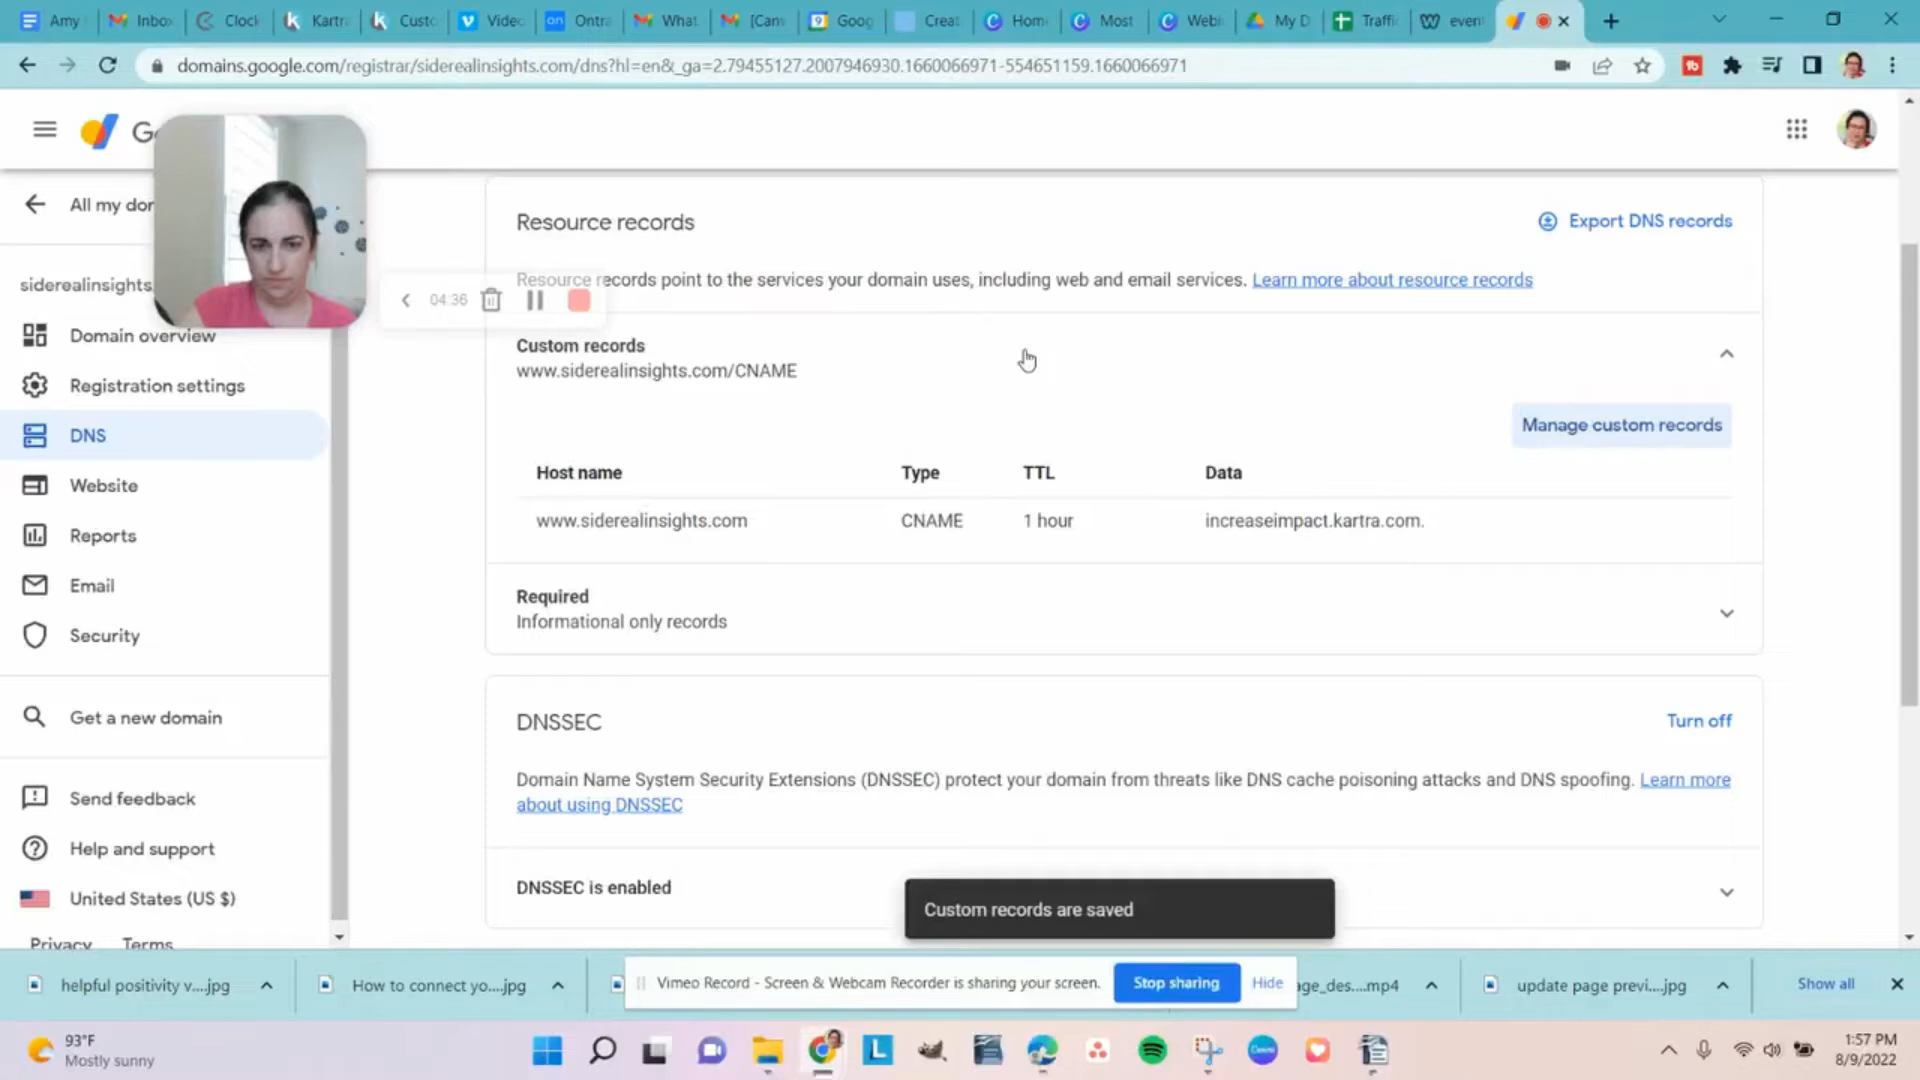 Amy
Inbo
Clock
Kartr
Custo
Video
Ontra
What
[Can
Goog
Creat
Hom
Most
Webi
My D
Traffi
even
domains.google.com/registrar/siderealinsights.com/dns?hl=en&_ga=2.79455127.2007946930.1660066971-554651159.1660066971
All my dor
siderealinsights.
Domain overview
Registration settings
DNS
Website
Reports
Email
Security
Get a new domain
Send feedback
Help and support
United States (US $)
Privacy Terms
04:36
Resource records
Export DNS records
Resource records point to the services your domain uses, including web and email services. Learn more about resource records
Custom records
www.siderealinsights.com/CNAME
Manage custom records
Host name Type TTL Data
www.siderealinsights.com CNAME 1 hour increaseimpact.kartra.com.
Required
Informational only records
DNSSEC
Turn off
Domain Name System Security Extensions (DNSSEC) protect your domain from threats like DNS cache poisoning attacks and DNS spoofing. Learn more
about using DNSSEC
DNSSEC is enabled
Custom records are saved
helpful positivity v....jpg
How to connect yo....jpg
Vimeo Record - Screen & Webcam Recorder is sharing your screen.
Stop sharing
Hide
age_des....mp4
update page previ....jpg
Show all
93°F
Mostly sunny
1:57 PM
8/9/2022